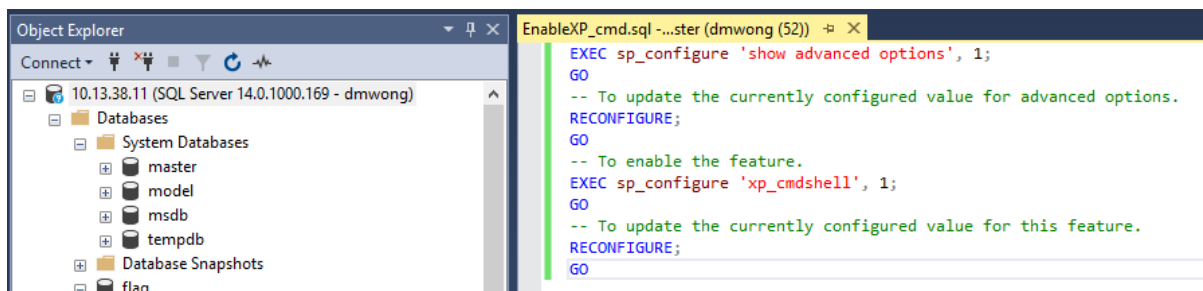 Object Explorer
Connect
10.13.38.11 (SQL Server 14.0.1000.169 - dmwong)
Databases
System Databases
master
model
msdb
tempdb
Database Snapshots
flag
EnableXP_cmd.sql -...ster (dmwong (52))
EXEC sp_configure 'show advanced options', 1;
GO
-- To update the currently configured value for advanced options.
RECONFIGURE;
GO
-- To enable the feature.
EXEC sp_configure 'xp_cmdshell', 1;
GO
-- To update the currently configured value for this feature.
RECONFIGURE;
GO